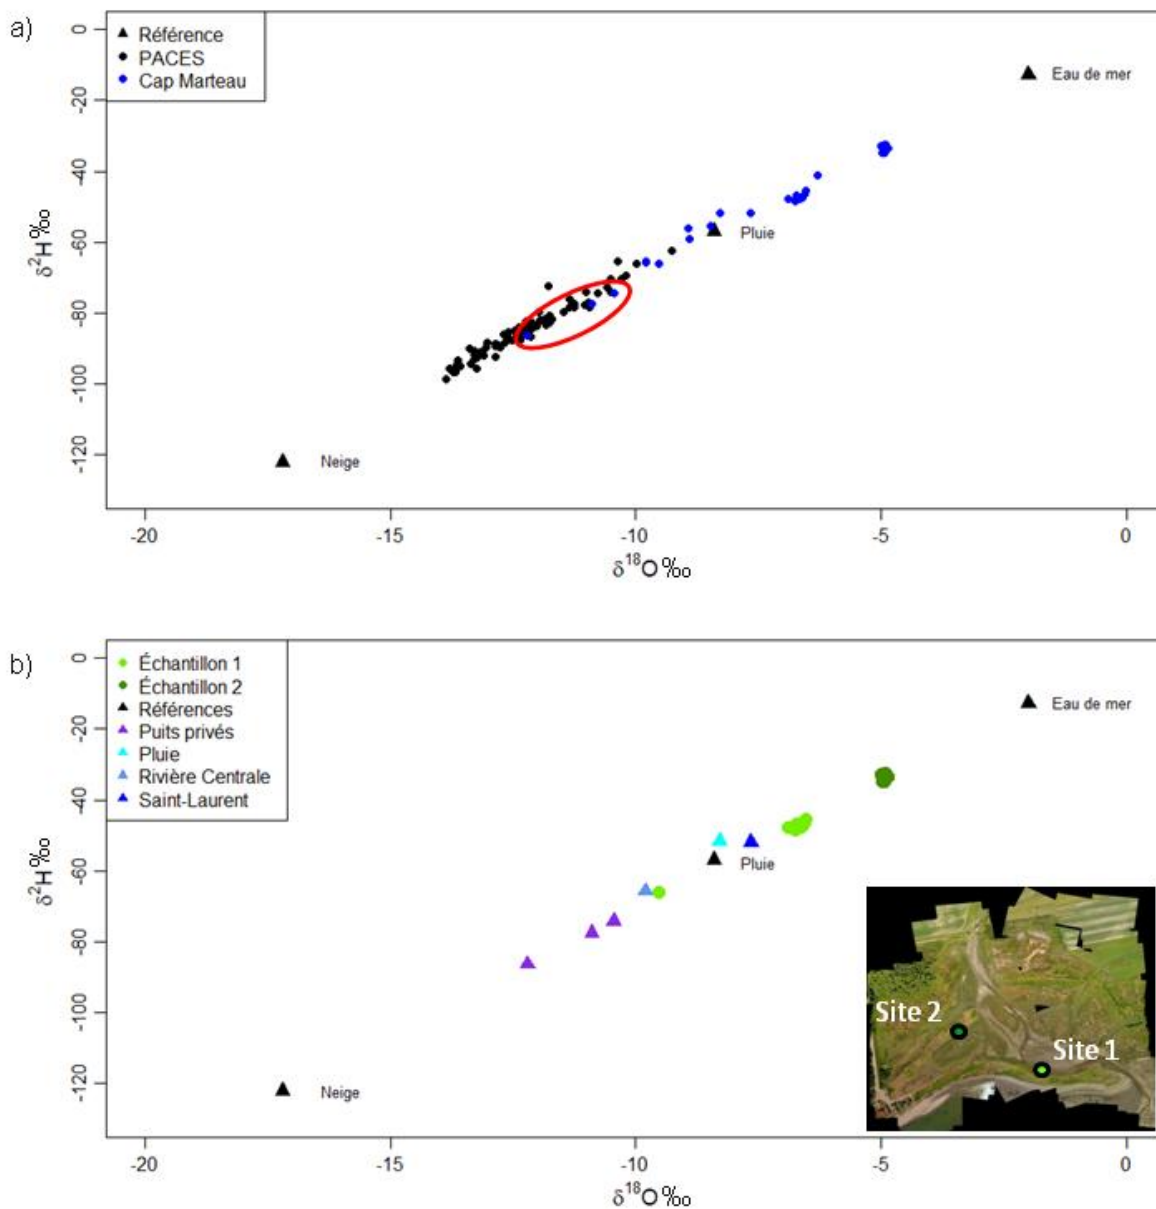 a)
Référence
PACES
Cap Marteau
Eau de mer
Pluie
Neige
0
-20
-40
-60
-80
-100
-120
δ²H‰
-20 -15 -10 -5 0
δ¹⁸O‰
b)
Échantillon 1
Échantillon 2
Références
Puits privés
Pluie
Rivière Centrale
Saint-Laurent
Eau de mer
Pluie
Neige
Site 2
Site 1
0
-20
-40
-60
-80
-100
-120
δ²H‰
-20 -15 -10 -5 0
δ¹⁸O‰